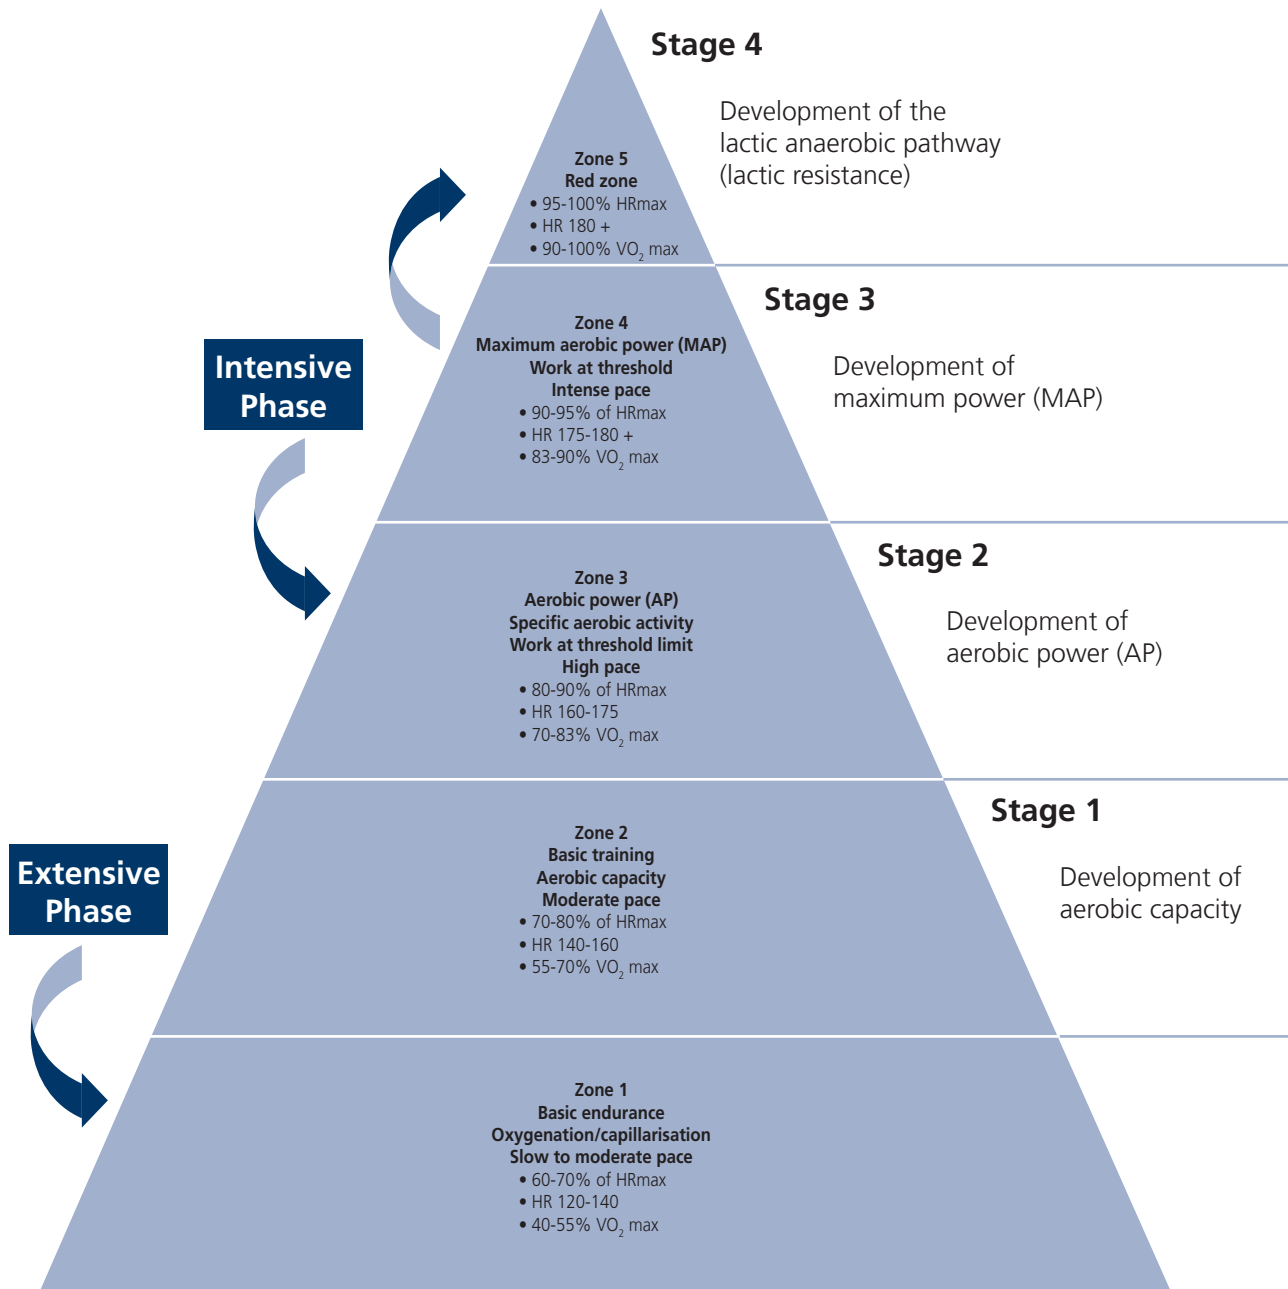 Stage 4
Development of the
lactic anaerobic pathway
(lactic resistance)
Zone 5
Red zone
• 95-100% HRmax
• HR 180 +
• 90-100% VO₂ max
Stage 3
Development of
maximum power (MAP)
Zone 4
Maximum aerobic power (MAP)
Work at threshold
Intense pace
• 90-95% of HRmax
• HR 175-180 +
• 83-90% VO₂ max
Intensive
Phase
Stage 2
Development of
aerobic power (AP)
Zone 3
Aerobic power (AP)
Specific aerobic activity
Work at threshold limit
High pace
• 80-90% of HRmax
• HR 160-175
• 70-83% VO₂ max
Stage 1
Development of
aerobic capacity
Zone 2
Basic training
Aerobic capacity
Moderate pace
• 70-80% of HRmax
• HR 140-160
• 55-70% VO₂ max
Extensive
Phase
Zone 1
Basic endurance
Oxygenation/capillarisation
Slow to moderate pace
• 60-70% of HRmax
• HR 120-140
• 40-55% VO₂ max